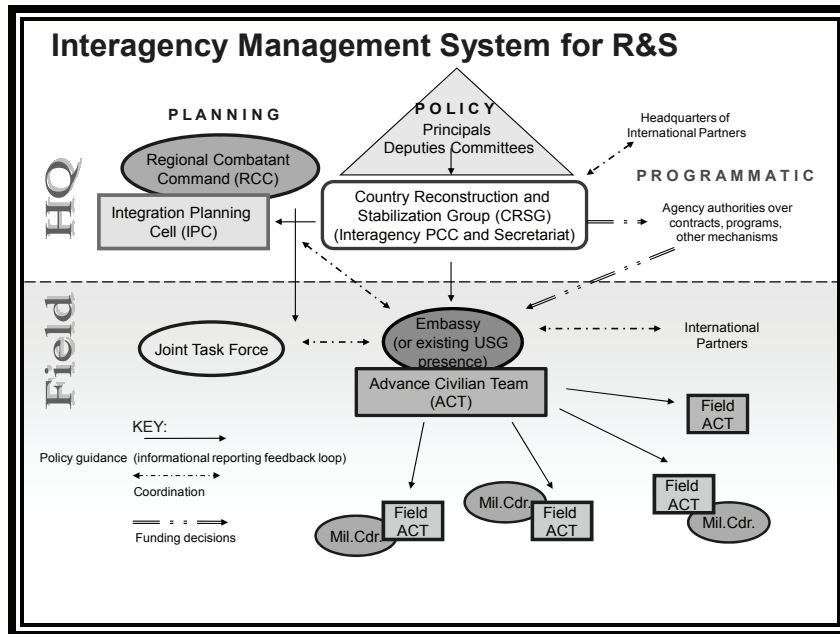 Interagency Management System for R&S
PLANNING
POLICY
Principals
Deputies Committees
Headquarters of
International Partners
HQ
Regional Combatant
Command (RCC)
Integration Planning
Cell (IPC)
Country Reconstruction and
Stabilization Group (CRSG)
(Interagency PCC and Secretariat)
PROGRAMMATIC
Agency authorities over
contracts, programs,
other mechanisms
Field
Joint Task Force
Embassy
(or existing USG
presence)
International
Partners
Advance Civilian Team
(ACT)
KEY:
Policy guidance (informational reporting feedback loop)
Coordination
Funding decisions
Field
ACT
Field
ACT
Mil.Cdr.
Mil.Cdr.
Field
ACT
Field
ACT
Mil.Cdr.